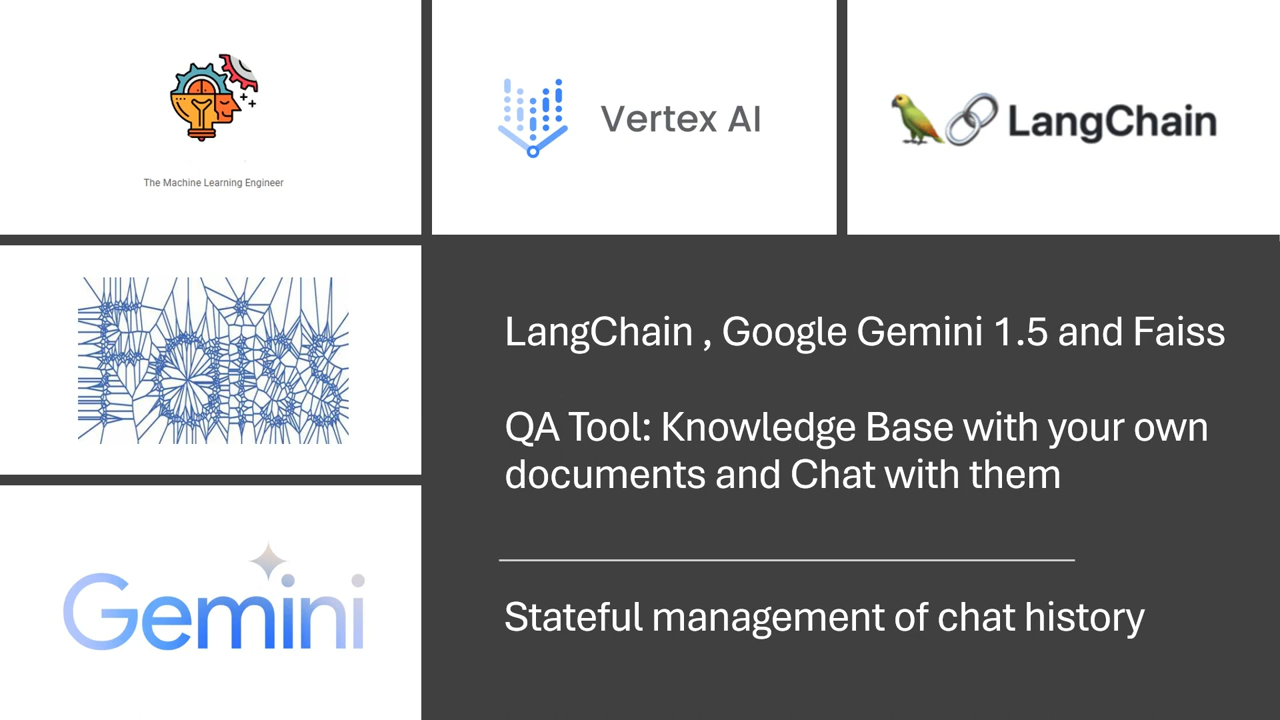 The Machine Learning Engineer
Vertex AI
LangChain
Faiss
LangChain , Google Gemini 1.5 and Faiss
QA Tool: Knowledge Base with your own
documents and Chat with them
Gemini
Stateful management of chat history